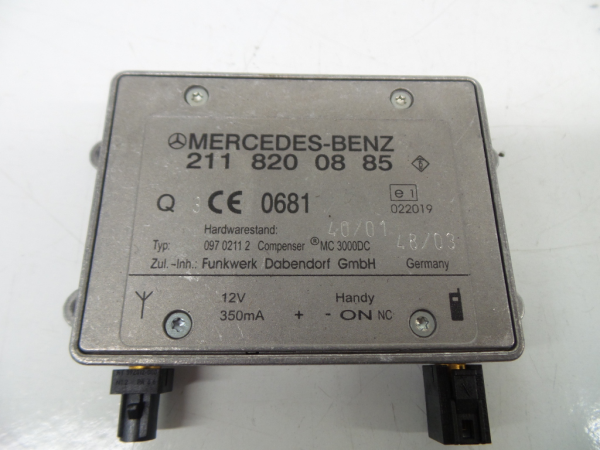 MERCEDES-BENZ
211 820 08 85
Q CE 0681 e1
022019
Hardwarestand: 40/01
Typ: 097 0211 2 Compenser ® MC 3000DC 48/03
Zul.-Inh.: Funkwerk Dabendorf GmbH Germany
12V Handy
350mA + - ON NC